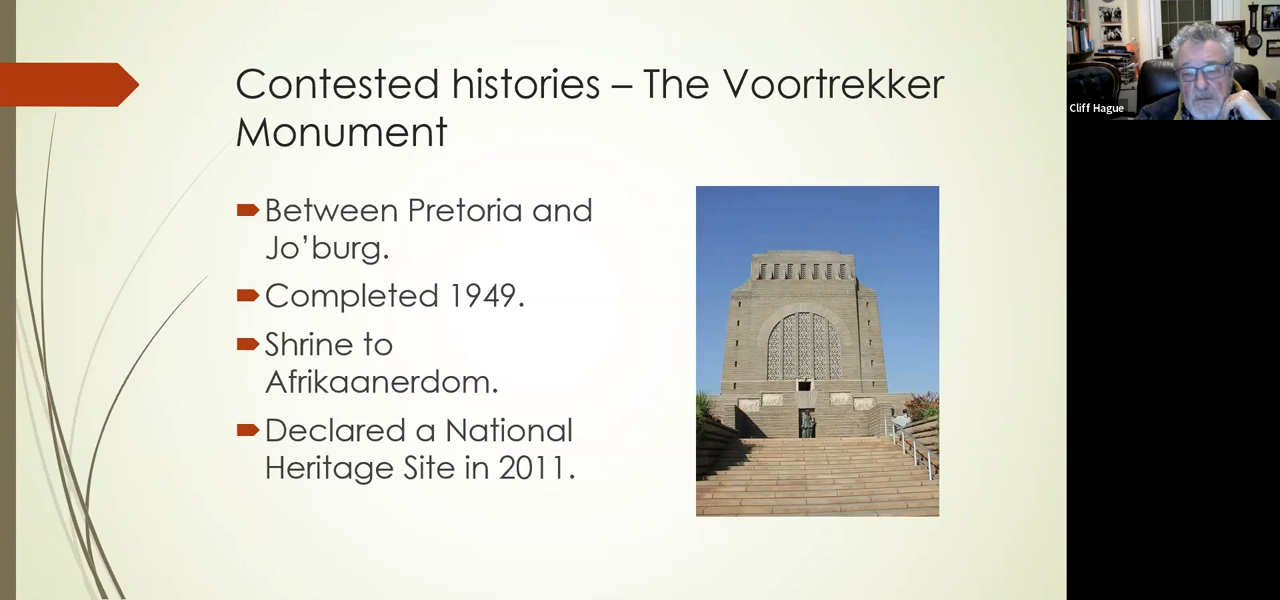 Contested histories – The Voortrekker
Monument
Between Pretoria and
Jo’burg.
Completed 1949.
Shrine to
Afrikaanerdom.
Declared a National
Heritage Site in 2011.
Cliff Hague